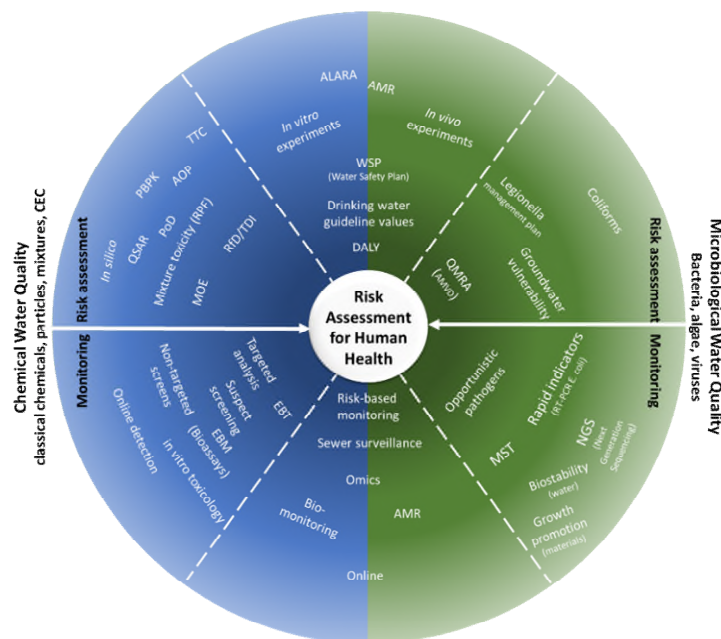 ALARA
AMR
In vitro
experiments
In vivo
experiments
TTC
PBPK
AOP
WSP
(Water Safety Plan)
Legionella
management plan
Coliforms
Drinking water
guideline values
In silico
QSAR
PoD
Mixture toxicity (RPF)
RfD/TDI
MOE
DALY
QMRA
(AMVD)
Groundwater
vulnerability
Risk assessment
Risk assessment
Chemical Water Quality
classical chemicals, particles, mixtures, CEC
Risk
Assessment
for Human
Health
Microbiological Water Quality
Bacteria, algae, Viruses
Monitoring
Monitoring
Online detection
Non-targeted
screens
In vitro toxicology
EBM
(Bioassays)
Suspect
screening
Targeted
analysis
EBT
Risk-based
monitoring
Sewer surveillance
Omics
Bio-
monitoring
AMR
Online
Opportunistic
pathogens
Rapid indicators
(RT-PCR E. coli)
MST
NGS
(Next
Generation
Sequencing)
Biostability
(water)
Growth
promotion
(materials)